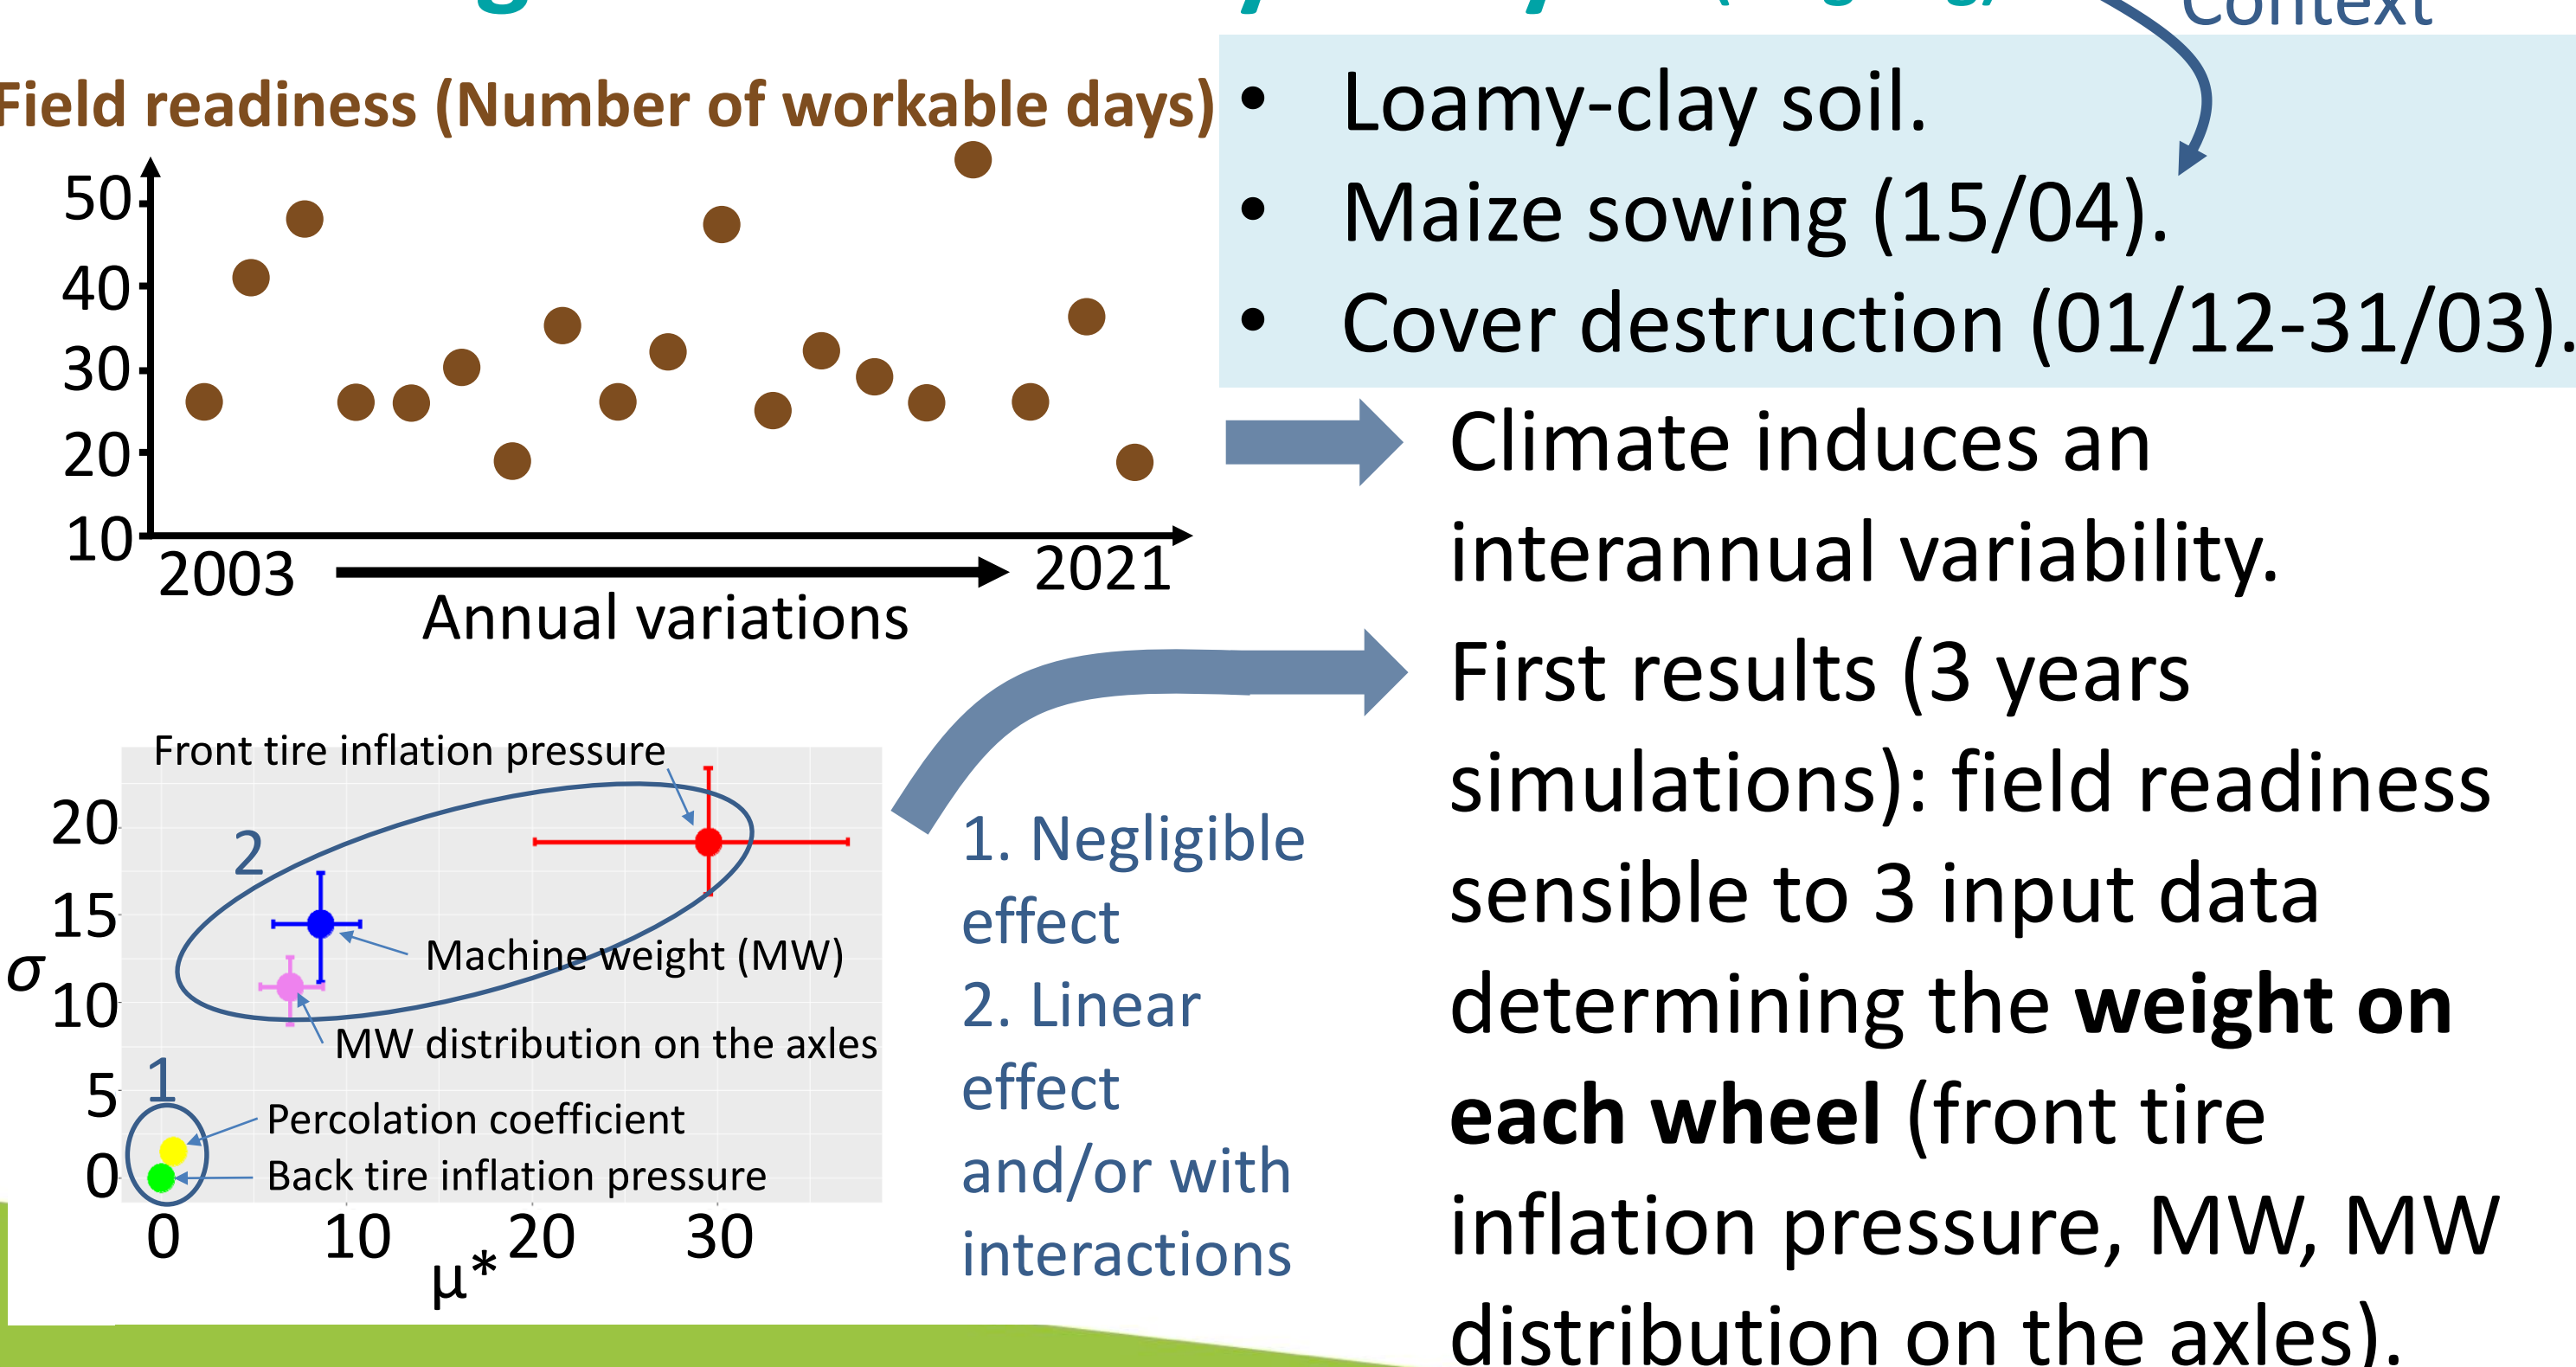 Context
Field readiness (Number of workable days)
50
40
30
20
10
2003
2021
Annual variations
• Loamy-clay soil.
• Maize sowing (15/04).
• Cover destruction (01/12-31/03).
Climate induces an
interannual variability.
First results (3 years
simulations): field readiness
sensible to 3 input data
determining the weight on
each wheel (front tire
inflation pressure, MW, MW
distribution on the axles).
Front tire inflation pressure
20
2
15
Machine weight (MW)
σ
10
MW distribution on the axles
1
5
Percolation coefficient
0
Back tire inflation pressure
0
10
20
30
µ*
1. Negligible
effect
2. Linear
effect
and/or with
interactions